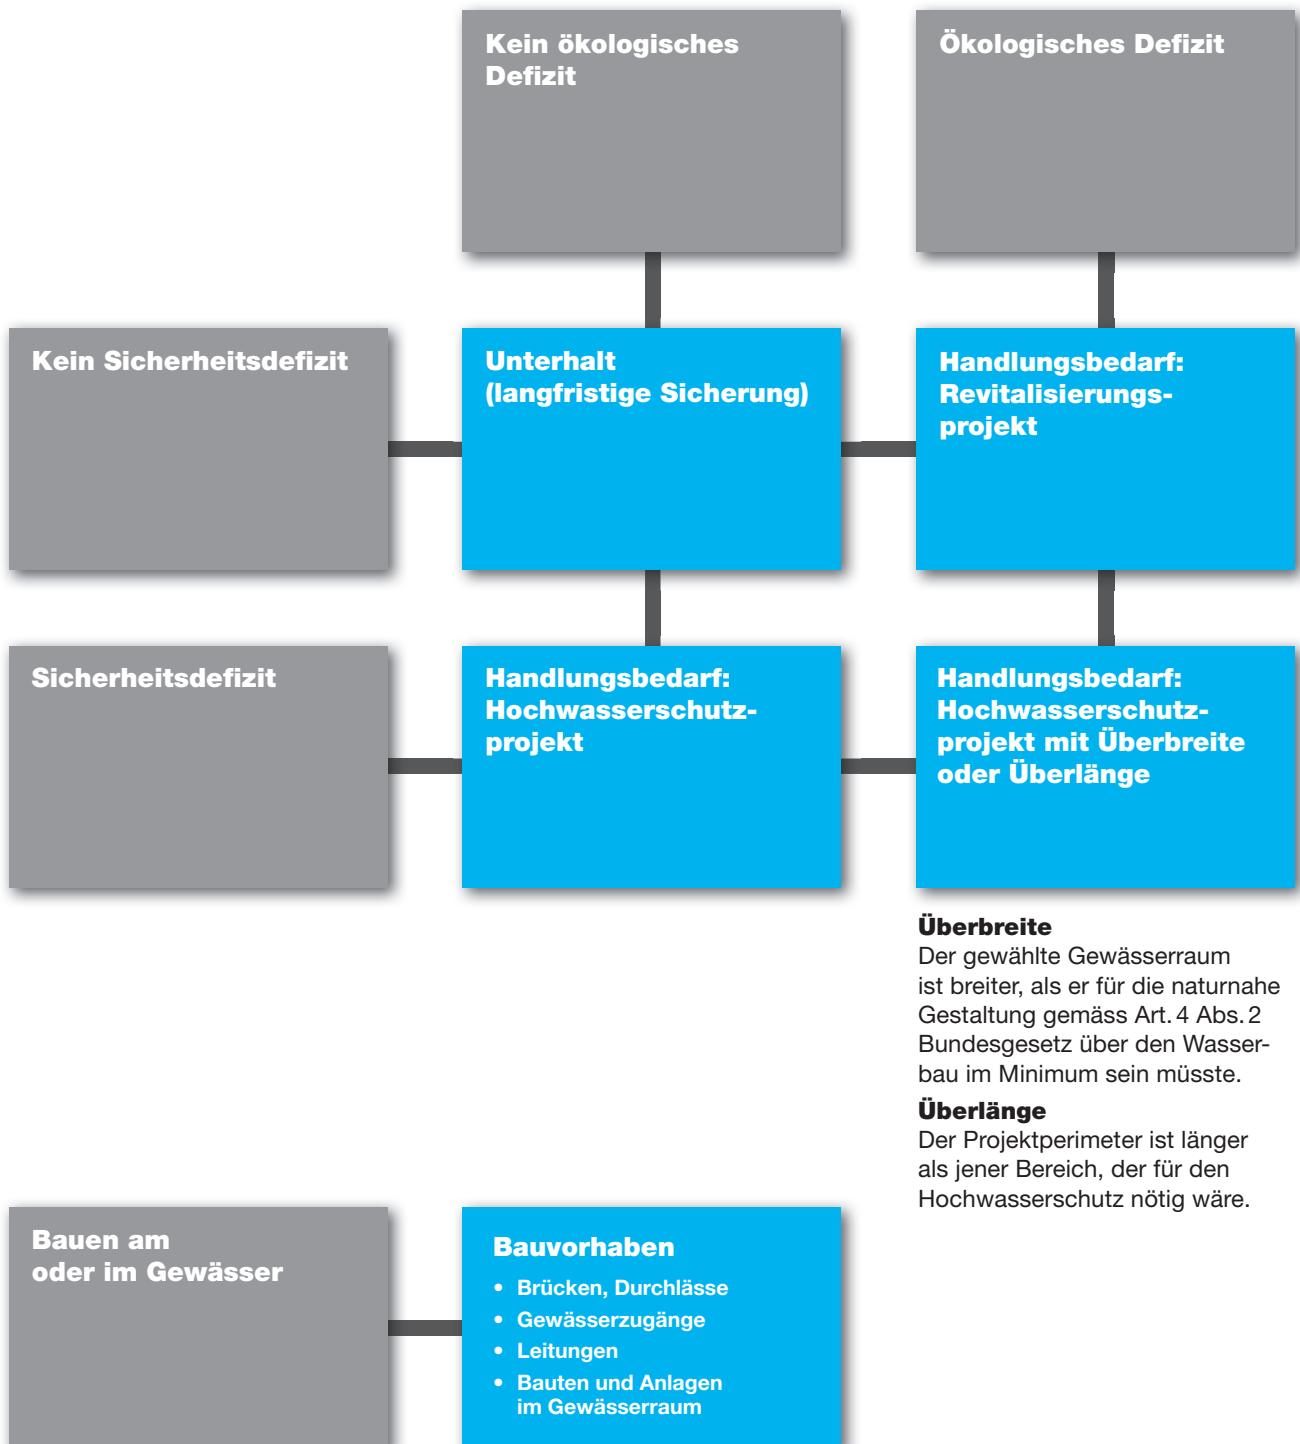 Kein ökologisches
Defizit
Ökologisches Defizit
Kein Sicherheitsdefizit
Unterhalt
(langfristige Sicherung)
Handlungsbedarf:
Revitalisierungs-
projekt
Sicherheitsdefizit
Handlungsbedarf:
Hochwasserschutz-
projekt
Handlungsbedarf:
Hochwasserschutz-
projekt mit Überbreite
oder Überlänge
Überbreite
Der gewählte Gewässerraum
ist breiter, als er für die naturnahe
Gestaltung gemäss Art. 4 Abs. 2
Bundesgesetz über den Wasser-
bau im Minimum sein müsste.
Überlänge
Der Projektperimeter ist länger
als jener Bereich, der für den
Hochwasserschutz nötig wäre.
Bauen am
oder im Gewässer
Bauvorhaben
• Brücken, Durchlässe
• Gewässerzugänge
• Leitungen
• Bauten und Anlagen
im Gewässerraum